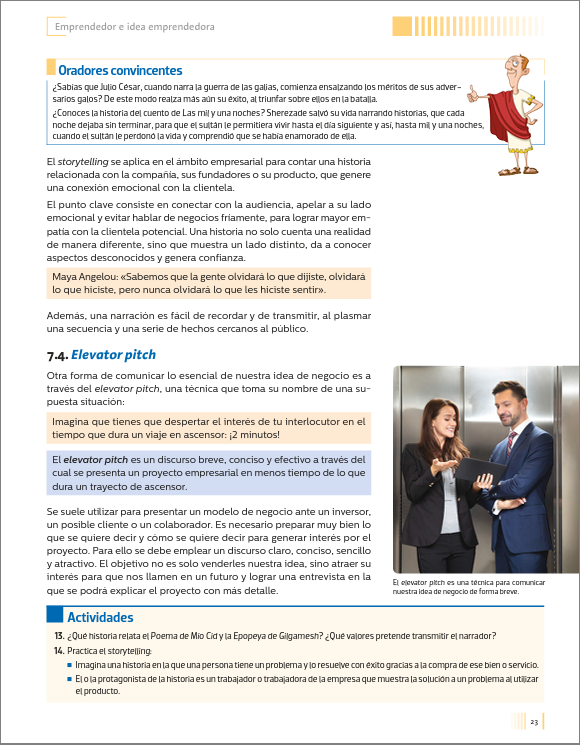 Emprendedor e idea emprendedora
Oradores convincentes
¿Sabías que Julio César, cuando narra la guerra de las galias, comienza ensalzando los méritos de sus adver-
sarios galos? De este modo realza más aún su éxito, al triunfar sobre ellos en la batalla.
¿Conoces la historia del cuento de Las mil y una noches? Sherezade salvó su vida narrando historias, que cada
noche dejaba sin terminar, para que el sultán le permitiera vivir hasta el día siguiente y así, hasta mil y una noches,
cuando el sultán le perdonó la vida y comprendió que se había enamorado de ella.
El storytelling se aplica en el ámbito empresarial para contar una historia
relacionada con la compañía, sus fundadores o su producto, que genere
una conexión emocional con la clientela.
El punto clave consiste en conectar con la audiencia, apelar a su lado
emocional y evitar hablar de negocios fríamente, para lograr mayor em-
patía con la clientela potencial. Una historia no solo cuenta una realidad
de manera diferente, sino que muestra un lado distinto, da a conocer
aspectos desconocidos y genera confianza.
Maya Angelou: «Sabemos que la gente olvidará lo que dijiste, olvidará
lo que hiciste, pero nunca olvidará lo que les hiciste sentir».
Además, una narración es fácil de recordar y de transmitir, al plasmar
una secuencia y una serie de hechos cercanos al público.
7.4. Elevator pitch
Otra forma de comunicar lo esencial de nuestra idea de negocio es a
través del elevator pitch, una técnica que toma su nombre de una su-
puesta situación:
Imagina que tienes que despertar el interés de tu interlocutor en el
tiempo que dura un viaje en ascensor: ¡2 minutos!
El elevator pitch es un discurso breve, conciso y efectivo a través del
cual se presenta un proyecto empresarial en menos tiempo de lo que
dura un trayecto de ascensor.
Se suele utilizar para presentar un modelo de negocio ante un inversor,
un posible cliente o un colaborador. Es necesario preparar muy bien lo
que se quiere decir y cómo se quiere decir para generar interés por el
proyecto. Para ello se debe emplear un discurso claro, conciso, sencillo
y atractivo. El objetivo no es solo venderles nuestra idea, sino atraer su
interés para que nos llamen en un futuro y lograr una entrevista en la
que se podrá explicar el proyecto con más detalle.
El elevator pitch es una técnica para comunicar
nuestra idea de negocio de forma breve.
Actividades
13. ¿Qué historia relata el Poema de Mio Cid y la Epopeya de Gilgamesh? ¿Qué valores pretende transmitir el narrador?
14. Practica el storytelling:
Imagina una historia en la que una persona tiene un problema y lo resuelve con éxito gracias a la compra de ese bien o servicio.
El o la protagonista de la historia es un trabajador o trabajadora de la empresa que muestra la solución a un problema al utilizar
el producto.
23